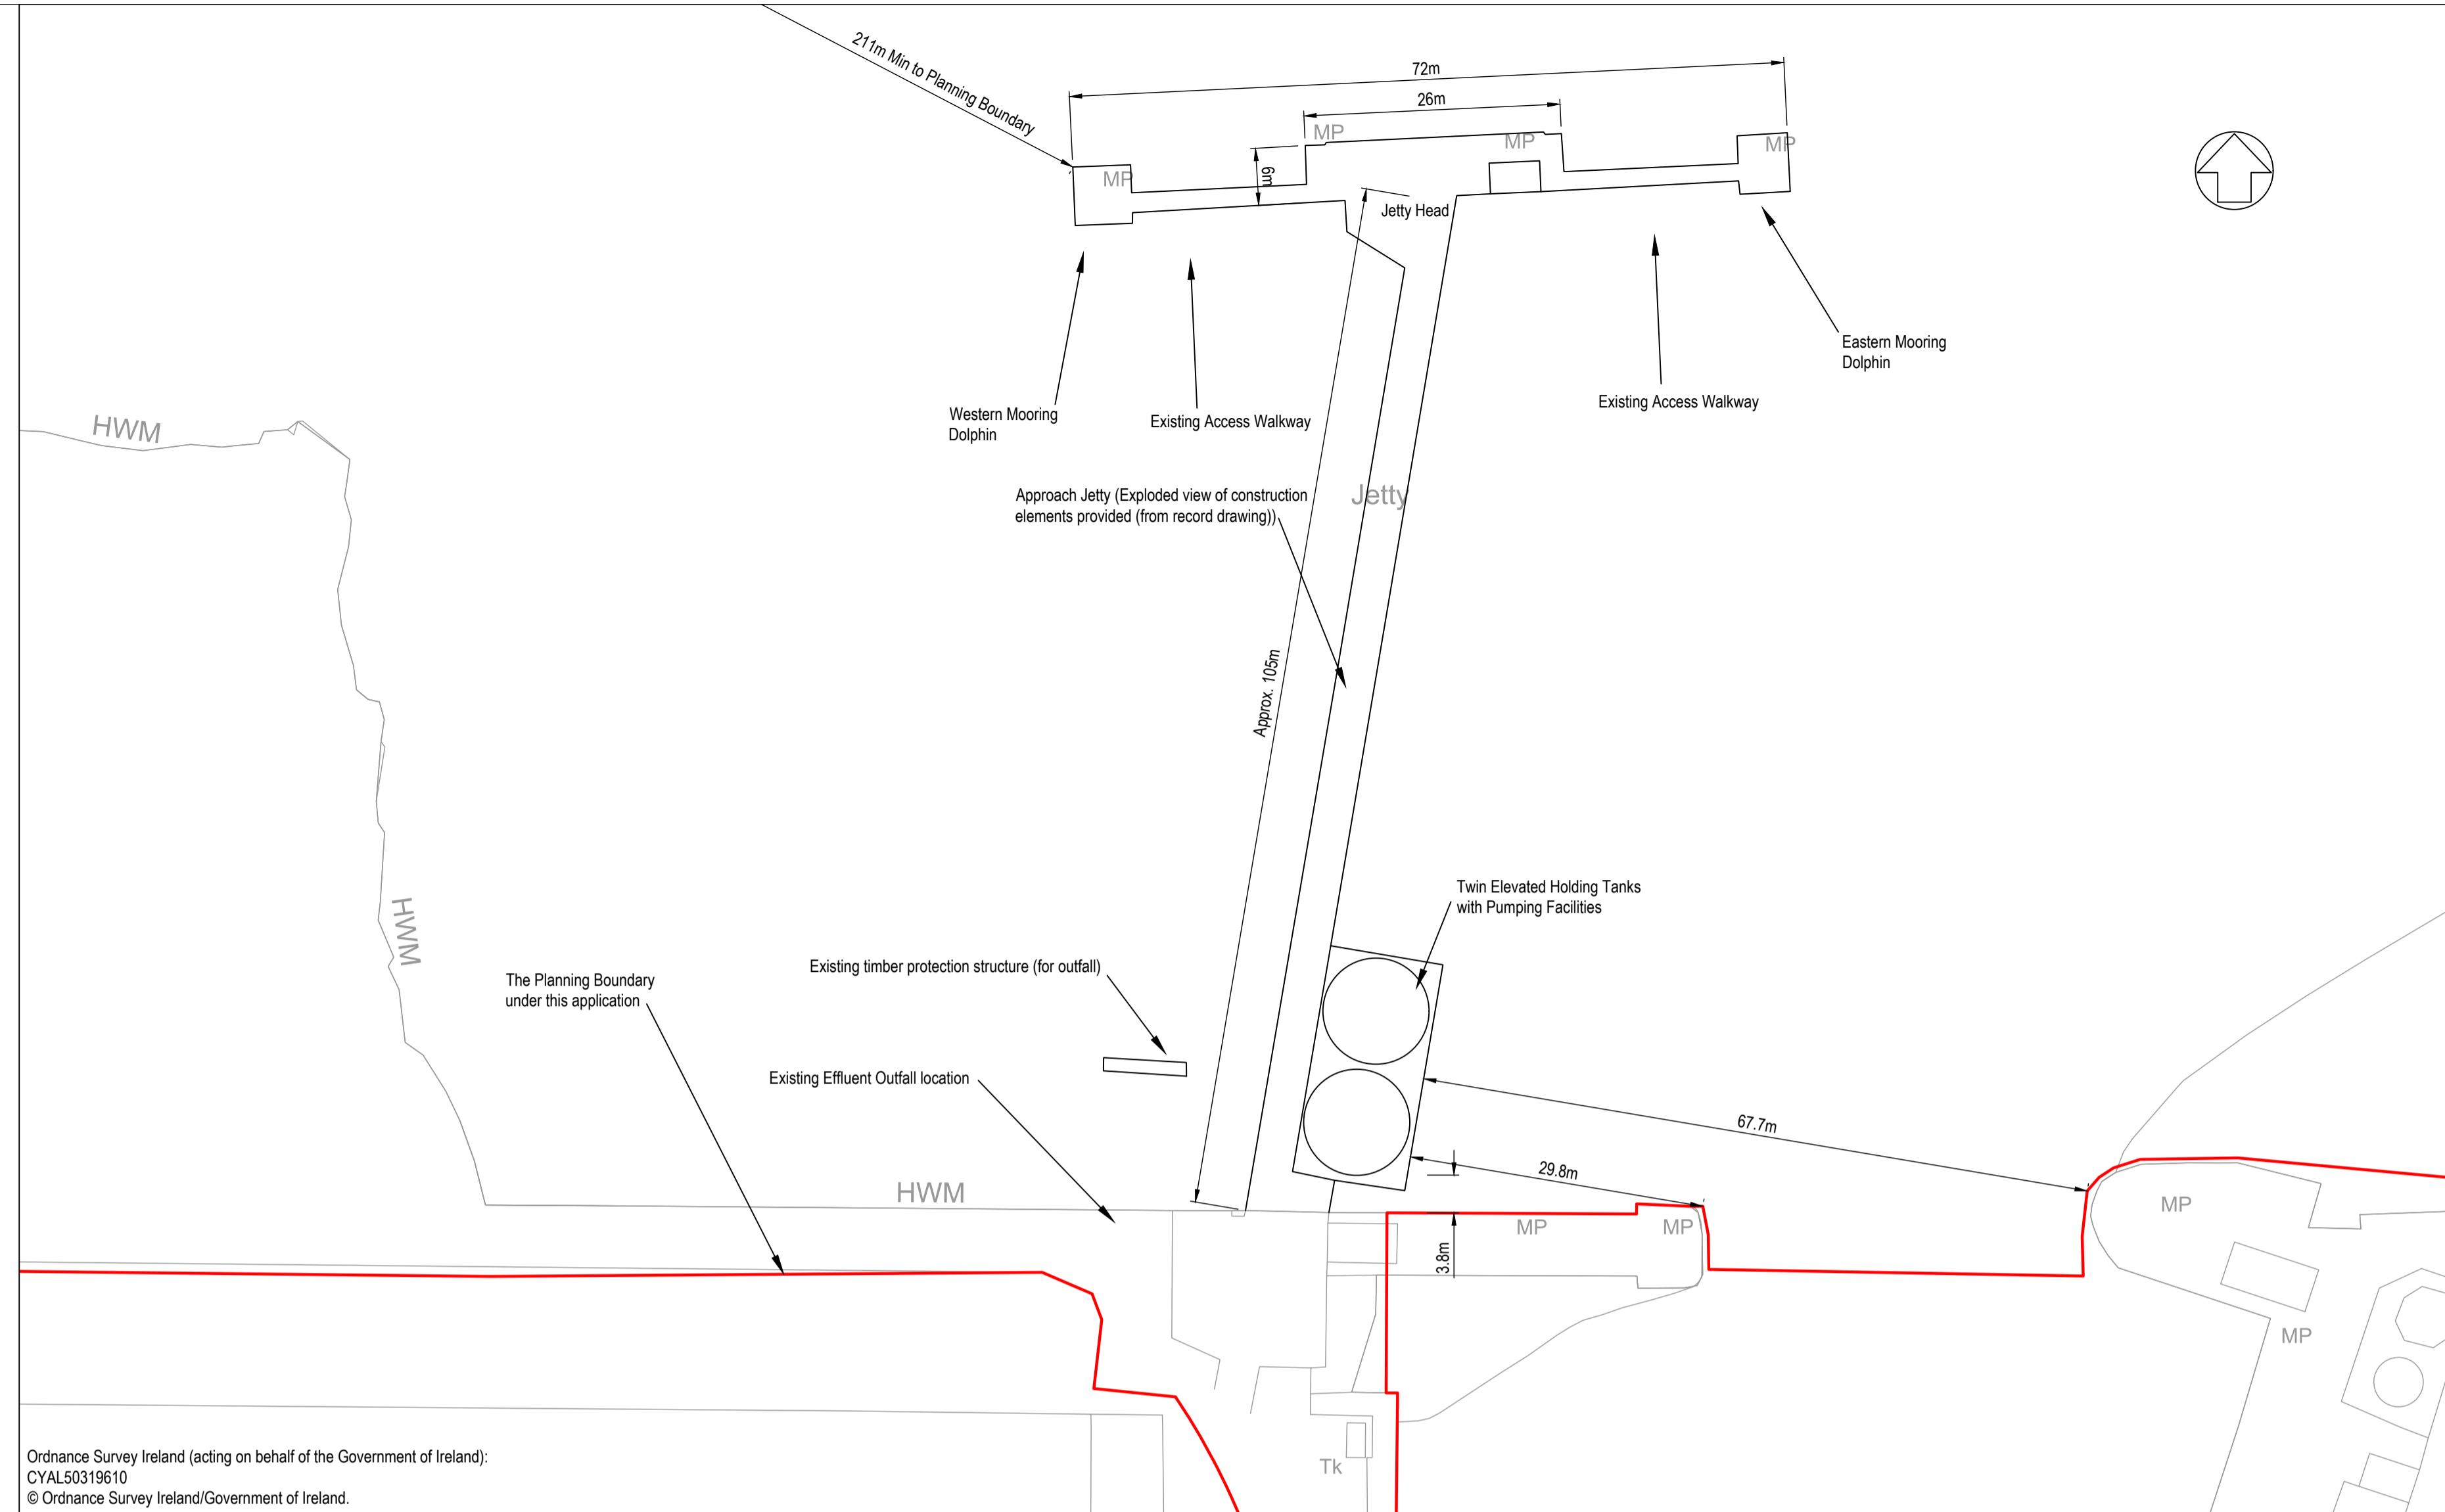 211m Min to Planning Boundary
72m
26m
MP
MP
MP
MP
6m
Jetty Head
Eastern Mooring
Dolphin
Existing Access Walkway
Western Mooring
Dolphin
Existing Access Walkway
HWM
Approach Jetty (Exploded view of construction
elements provided (from record drawing))
Jetty
Approx. 105m
Twin Elevated Holding Tanks
with Pumping Facilities
HWM
Existing timber protection structure (for outfall)
The Planning Boundary
under this application
Existing Effluent Outfall location
67.7m
29.8m
HWM
MP
MP
MP
3.8m
MP
Tk
Ordnance Survey Ireland (acting on behalf of the Government of Ireland):
CYAL50319610
© Ordnance Survey Ireland/Government of Ireland.